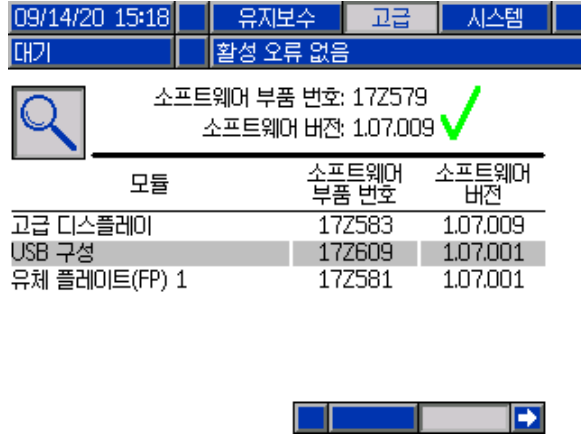 09/14/20 15:18 유지보수 고급 시스템
대기 활성 오류 없음
소프트웨어 부품 번호: 17Z579
소프트웨어 버전: 1.07.009
모듈 소프트웨어 부품 번호 소프트웨어 버전
고급 디스플레이 17Z583 1.07.009
USB 구성 17Z609 1.07.001
유체 플레이트(FP) 1 17Z581 1.07.001